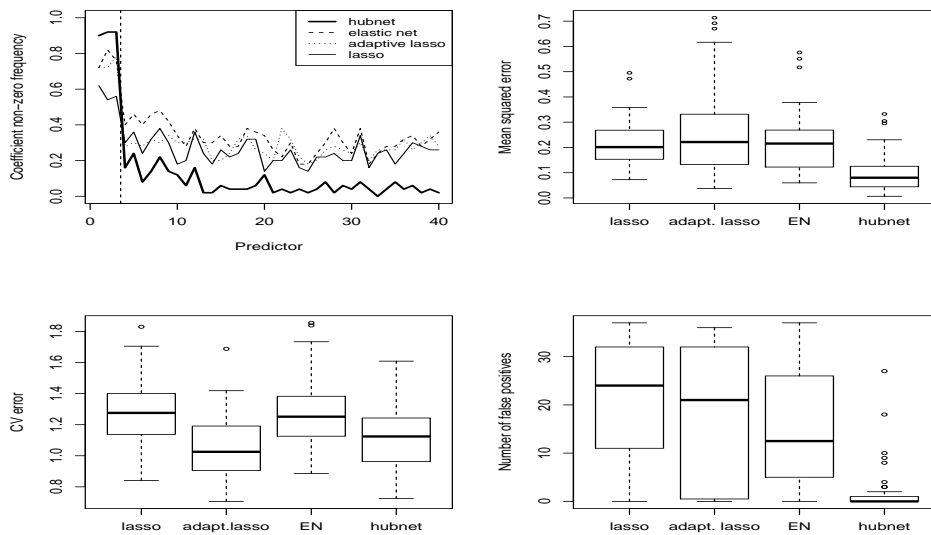 Coefficient non−zero frequency
1.0
0.8
0.6
0.4
0.2
0.0
hubnet
elastic net
adaptive lasso
lasso
0 10 20 30 40
Predictor
Mean squared error
0.7
0.6
0.5
0.4
0.3
0.2
0.1
0.0
lasso adapt. lasso EN hubnet
CV error
1.8
1.6
1.4
1.2
1.0
0.8
lasso adapt.lasso EN hubnet
Number of false positives
30
20
10
0
lasso adapt. lasso EN hubnet